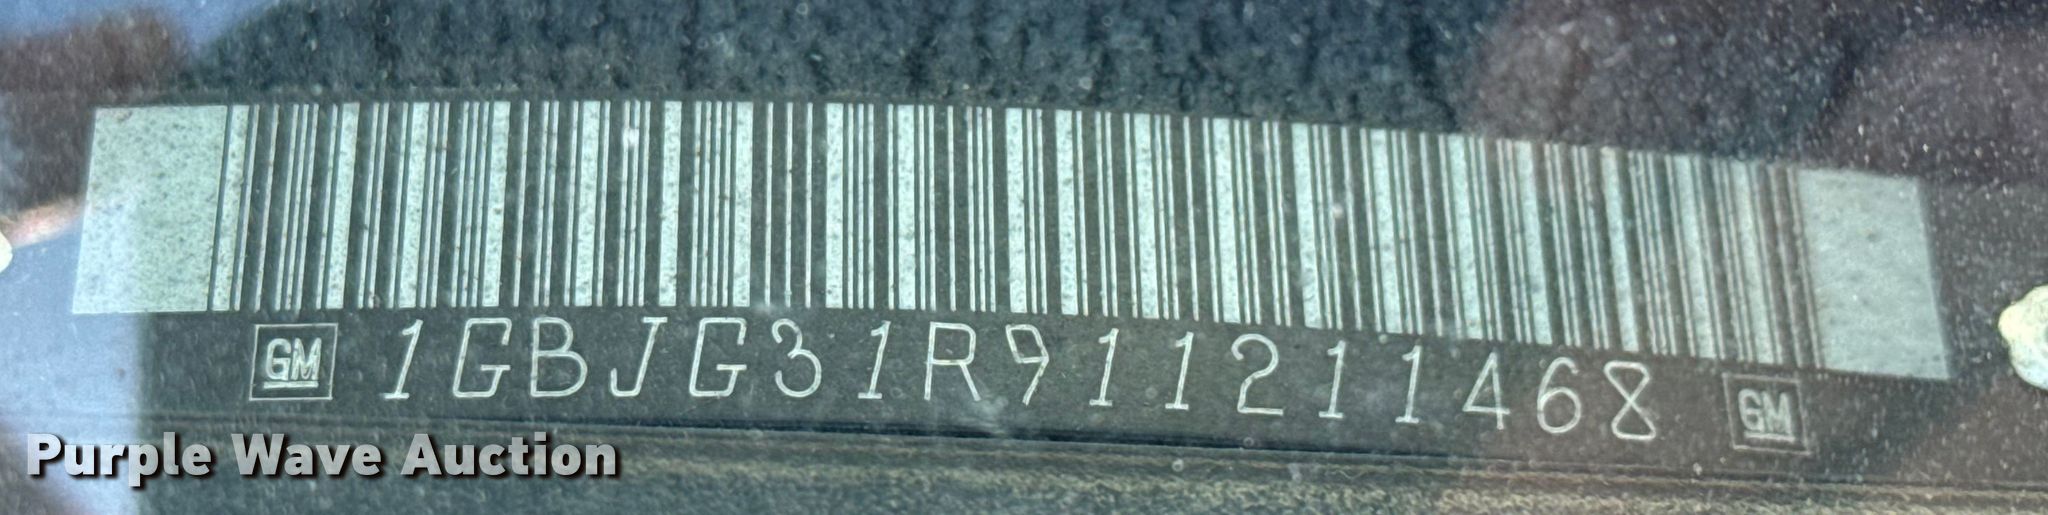 GM 1GBJG31R911211468 GM
Purple Wave Auction